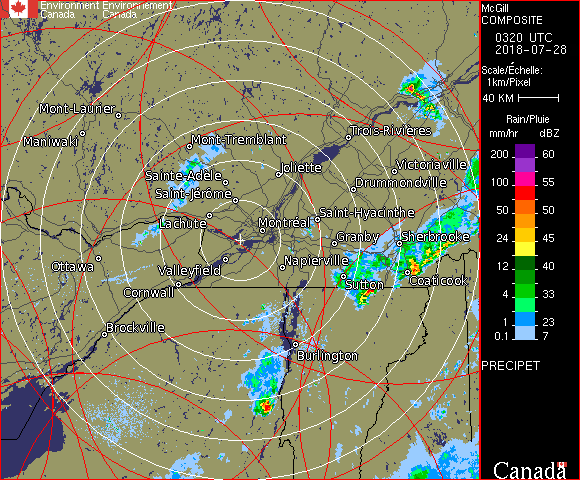 Environment Environnement
Canada Canada
McGill
COMPOSITE
0320 UTC
2018-07-28
Scale/Échelle:
1km/Pixel
40 KM
Rain/Pluie
mm/hr dBZ
200 60
100 55
50 50
24 45
12 40
4 33
1 23
0.1 7
PRECIPET
Canada
Mont-Laurier
Maniwaki
Mont-Tremblant
Trois-Rivières
Sainte-Adèle
Joliette
Victoriaville
Saint-Jérôme
Drummondville
Lachute
Montréal
Saint-Hyacinthe
Granby
Sherbrooke
Ottawa
Valleyfield
Napierville
Cornwall
Sutton
Coaticook
Brockville
Burlington